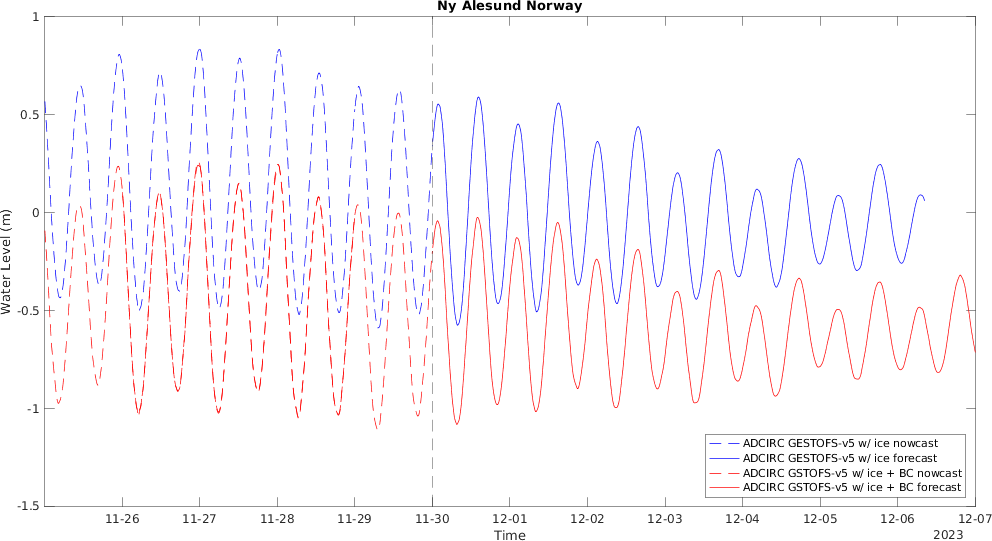 Ny Alesund Norway
1
0.5
0
-0.5
-1
-1.5
Water Level (m)
ADCIRC GESTOFS-v5 w/ ice nowcast
ADCIRC GESTOFS-v5 w/ ice forecast
ADCIRC GSTOFS-v5 w/ ice + BC nowcast
ADCIRC GSTOFS-v5 w/ ice + BC forecast
11-26 11-27 11-28 11-29 11-30 12-01 12-02 12-03 12-04 12-05 12-06 12-07
Time
2023